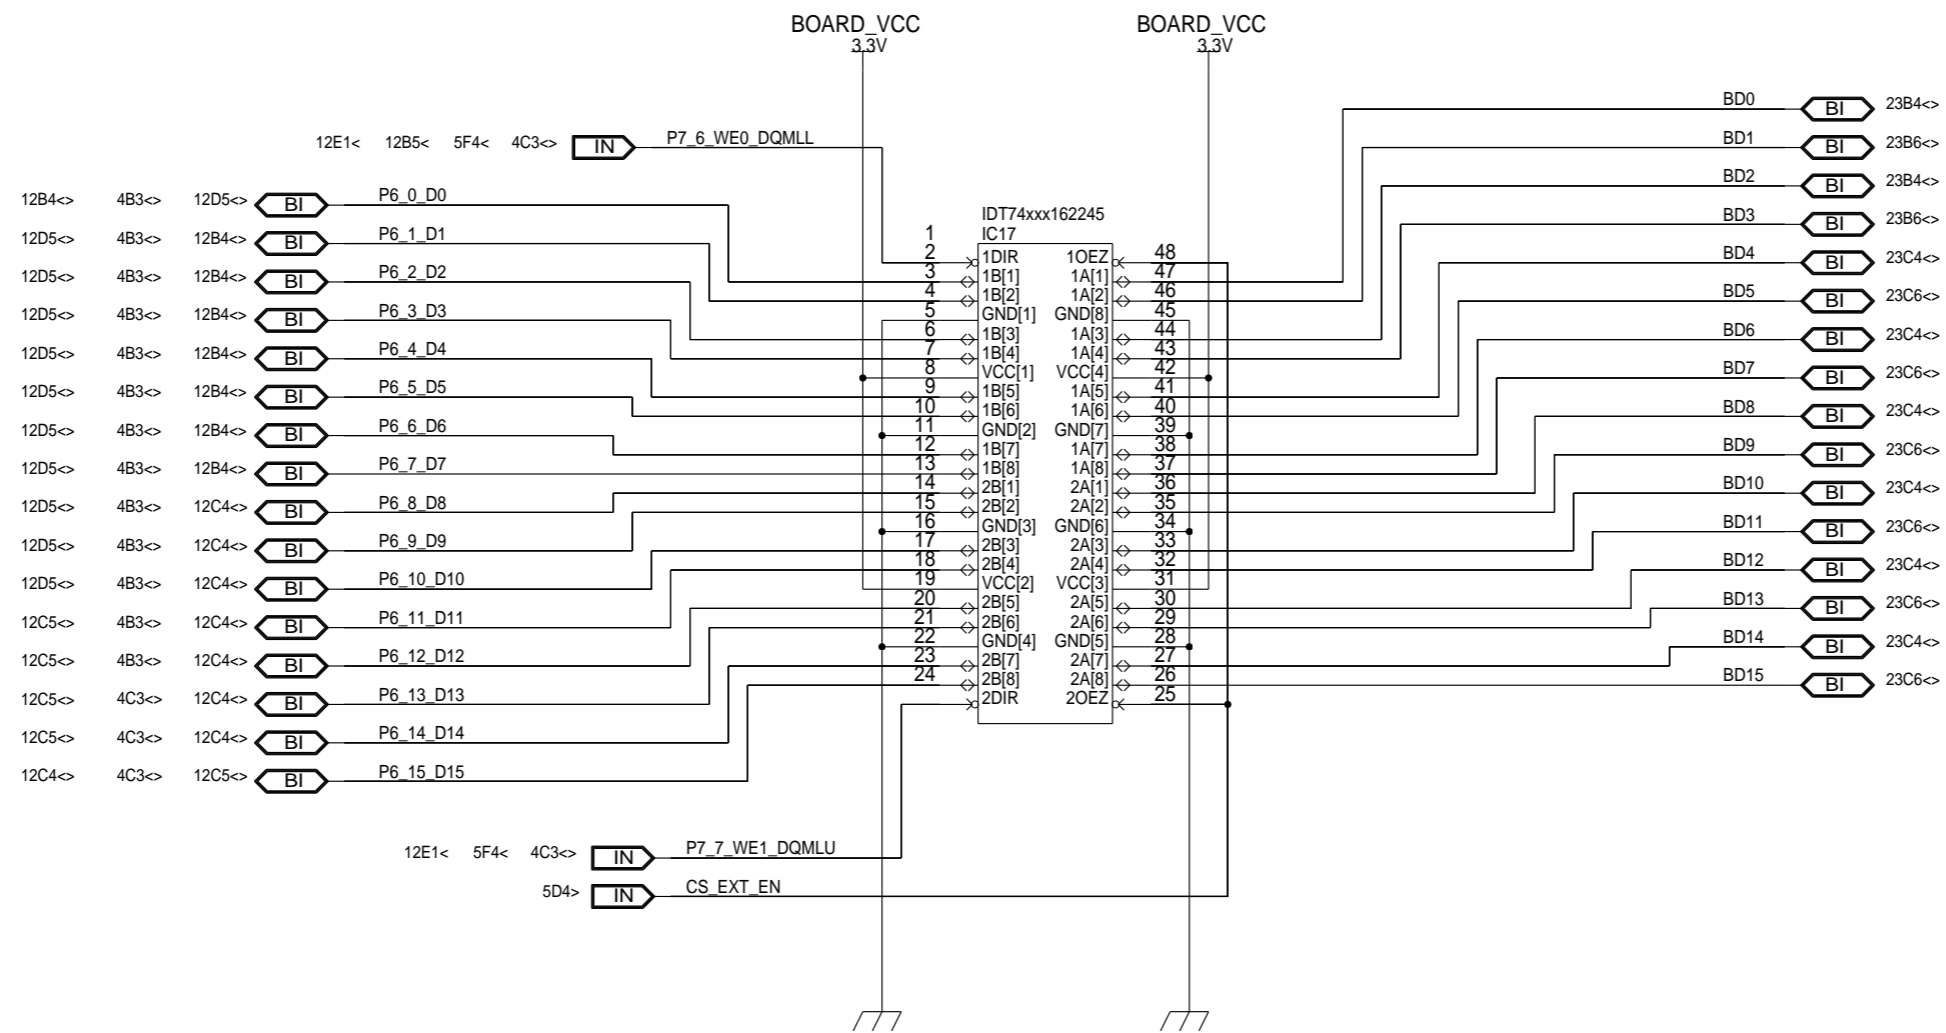 BOARD_VCC BOARD_VCC
3.3V 3.3V
BD0 BI 23B4<>
12E1< 12B5< 5F4< 4C3<> IN P7_6_WE0_DQMLL BD1 BI 23B6<>
BD2 BI 23B4<>
12B4<> 4B3<> 12D5<> BI P6_0_D0
IDT74xxx162245 BD3 BI 23B6<>
12D5<> 4B3<> 12B4<> BI P6_1_D1 1 IC17
2 1DIR 1OEZ 48 BD4 BI 23C4<>
12D5<> 4B3<> 12B4<> BI P6_2_D2 3 1B[1] 1A[1] 47
4 1B[2] 1A[2] 46 BD5 BI 23C6<>
12D5<> 4B3<> 12B4<> BI P6_3_D3 5 GND[1] GND[8] 45
6 1B[3] 1A[3] 44 BD6 BI 23C4<>
12D5<> 4B3<> 12B4<> BI P6_4_D4 7 1B[4] 1A[4] 43
8 VCC[1] VCC[4] 42 BD7 BI 23C6<>
12D5<> 4B3<> 12B4<> BI P6_5_D5 9 1B[5] 1A[5] 41
10 1B[6] 1A[6] 40 BD8 BI 23C4<>
12D5<> 4B3<> 12B4<> BI P6_6_D6 11 GND[2] GND[7] 39
12 1B[7] 1A[7] 38 BD9 BI 23C6<>
12D5<> 4B3<> 12B4<> BI P6_7_D7 13 1B[8] 1A[8] 37
14 2B[1] 2A[1] 36 BD10 BI 23C4<>
12D5<> 4B3<> 12C4<> BI P6_8_D8 15 2B[2] 2A[2] 35
16 GND[3] GND[6] 34 BD11 BI 23C6<>
12D5<> 4B3<> 12C4<> BI P6_9_D9 17 2B[3] 2A[3] 33
18 2B[4] 2A[4] 32 BD12 BI 23C4<>
12D5<> 4B3<> 12C4<> BI P6_10_D10 19 VCC[2] VCC[3] 31
20 2B[5] 2A[5] 30 BD13 BI 23C6<>
12C5<> 4B3<> 12C4<> BI P6_11_D11 21 2B[6] 2A[6] 29
22 GND[4] GND[5] 28 BD14 BI 23C4<>
12C5<> 4B3<> 12C4<> BI P6_12_D12 23 2B[7] 2A[7] 27
24 2B[8] 2A[8] 26 BD15 BI 23C6<>
12C5<> 4C3<> 12C4<> BI P6_13_D13 2DIR 2OEZ 25
12C5<> 4C3<> 12C4<> BI P6_14_D14
12C4<> 4C3<> 12C5<> BI P6_15_D15
12E1< 5F4< 4C3<> IN P7_7_WE1_DQMLU
5D4> IN CS_EXT_EN